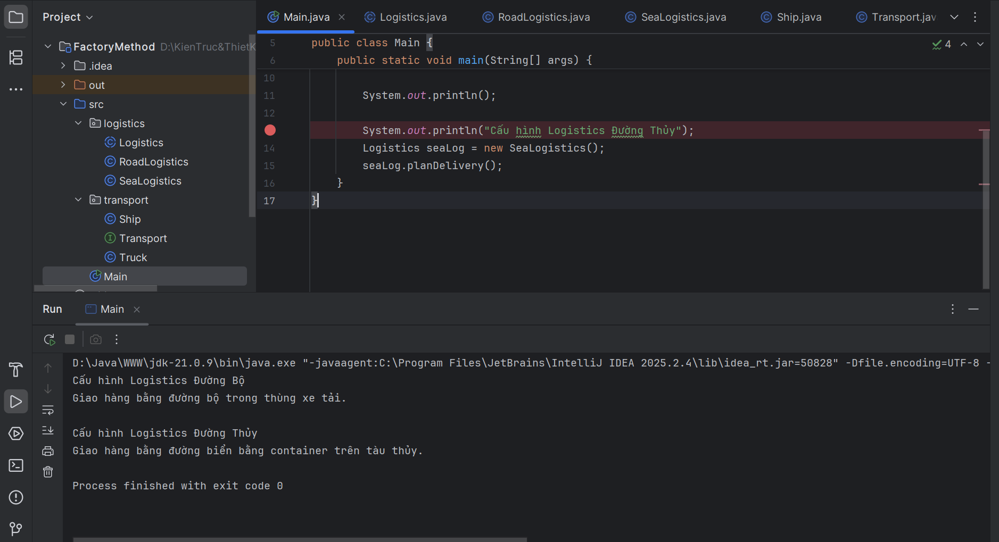 Project
FactoryMethod D:\KienTruc&ThietK
.idea
out
src
logistics
Logistics
RoadLogistics
SeaLogistics
transport
Ship
Transport
Truck
Main
Main.java Logistics.java RoadLogistics.java SeaLogistics.java Ship.java Transport.jav
4
5 public class Main {
6 public static void main(String[] args) {
10
11 System.out.println();
12
System.out.println("Cấu hình Logistics Đường Thủy");
14 Logistics seaLog = new SeaLogistics();
15 seaLog.planDelivery();
16 }
17 }
Run Main
D:\Java\WWW\jdk-21.0.9\bin\java.exe "-javaagent:C:\Program Files\JetBrains\IntelliJ IDEA 2025.2.4\lib\idea_rt.jar=50828" -Dfile.encoding=UTF-8 -
Cấu hình Logistics Đường Bộ
Giao hàng bằng đường bộ trong thùng xe tải.
Cấu hình Logistics Đường Thủy
Giao hàng bằng đường biển bằng container trên tàu thủy.
Process finished with exit code 0